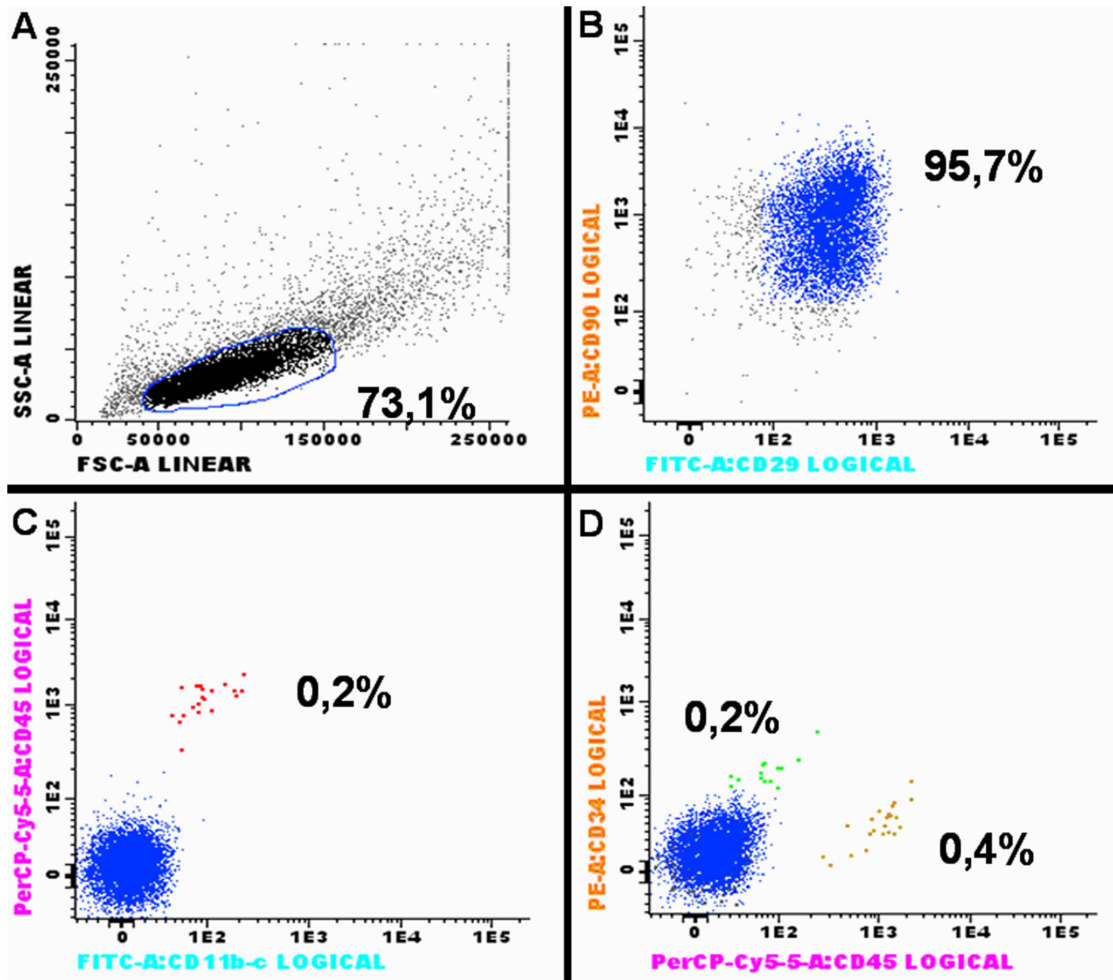 A
250000
SSC-A LINEAR
0
73,1%
0 50000 150000 250000
FSC-A LINEAR
B
1E5
1E4
1E3
1E2
0
PE-A:CD90 LOGICAL
95,7%
0 1E2 1E3 1E4 1E5
FITC-A:CD29 LOGICAL
C
1E5
1E4
1E3
1E2
0
PerCP-Cy5-5-A:CD45 LOGICAL
0,2%
0 1E2 1E3 1E4 1E5
FITC-A:CD11b-c LOGICAL
D
1E5
1E4
1E3
1E2
0
PE-A:CD34 LOGICAL
0,2%
0,4%
0 1E2 1E3 1E4 1E5
PerCP-Cy5-5-A:CD45 LOGICAL